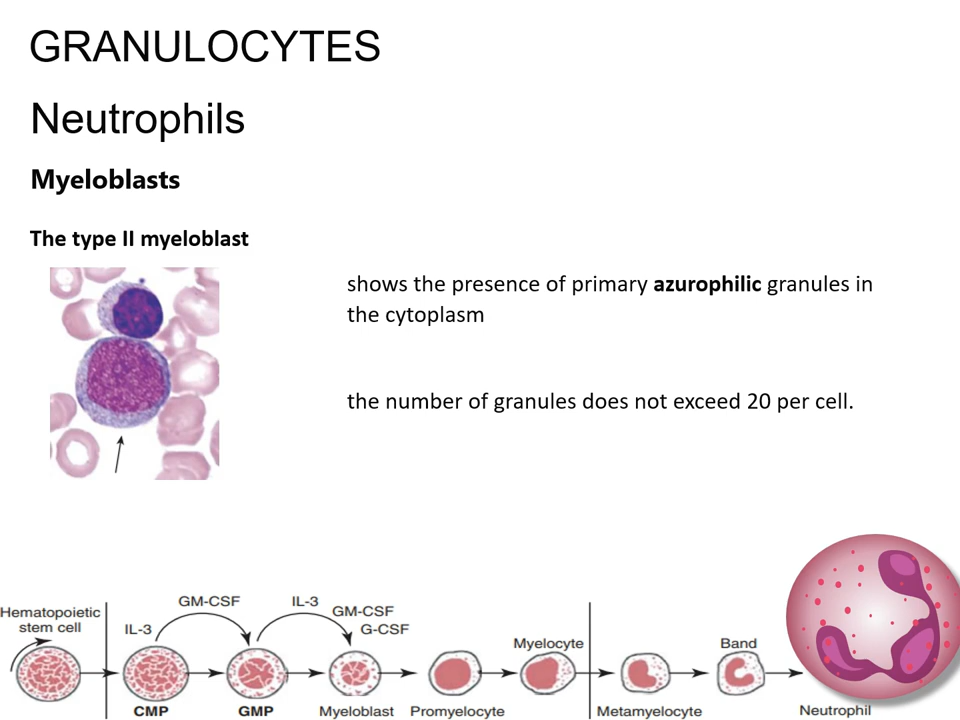 GRANULOCYTES
Neutrophils
Myeloblasts
The type II myeloblast
shows the presence of primary azurophilic granules in
the cytoplasm
the number of granules does not exceed 20 per cell.
Hematopoietic
stem cell
IL-3
GM-CSF
IL-3
GM-CSF
G-CSF
Myelocyte
Band
CMP
GMP
Myeloblast
Promyelocyte
Metamyelocyte
Neutrophil